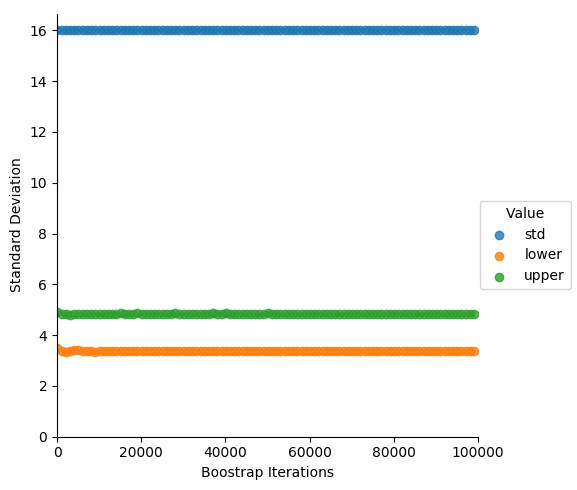 16
14
12
10
8
6
4
2
0
Standard Deviation
0 20000 40000 60000 80000 100000
Boostrap Iterations
Value
std
lower
upper